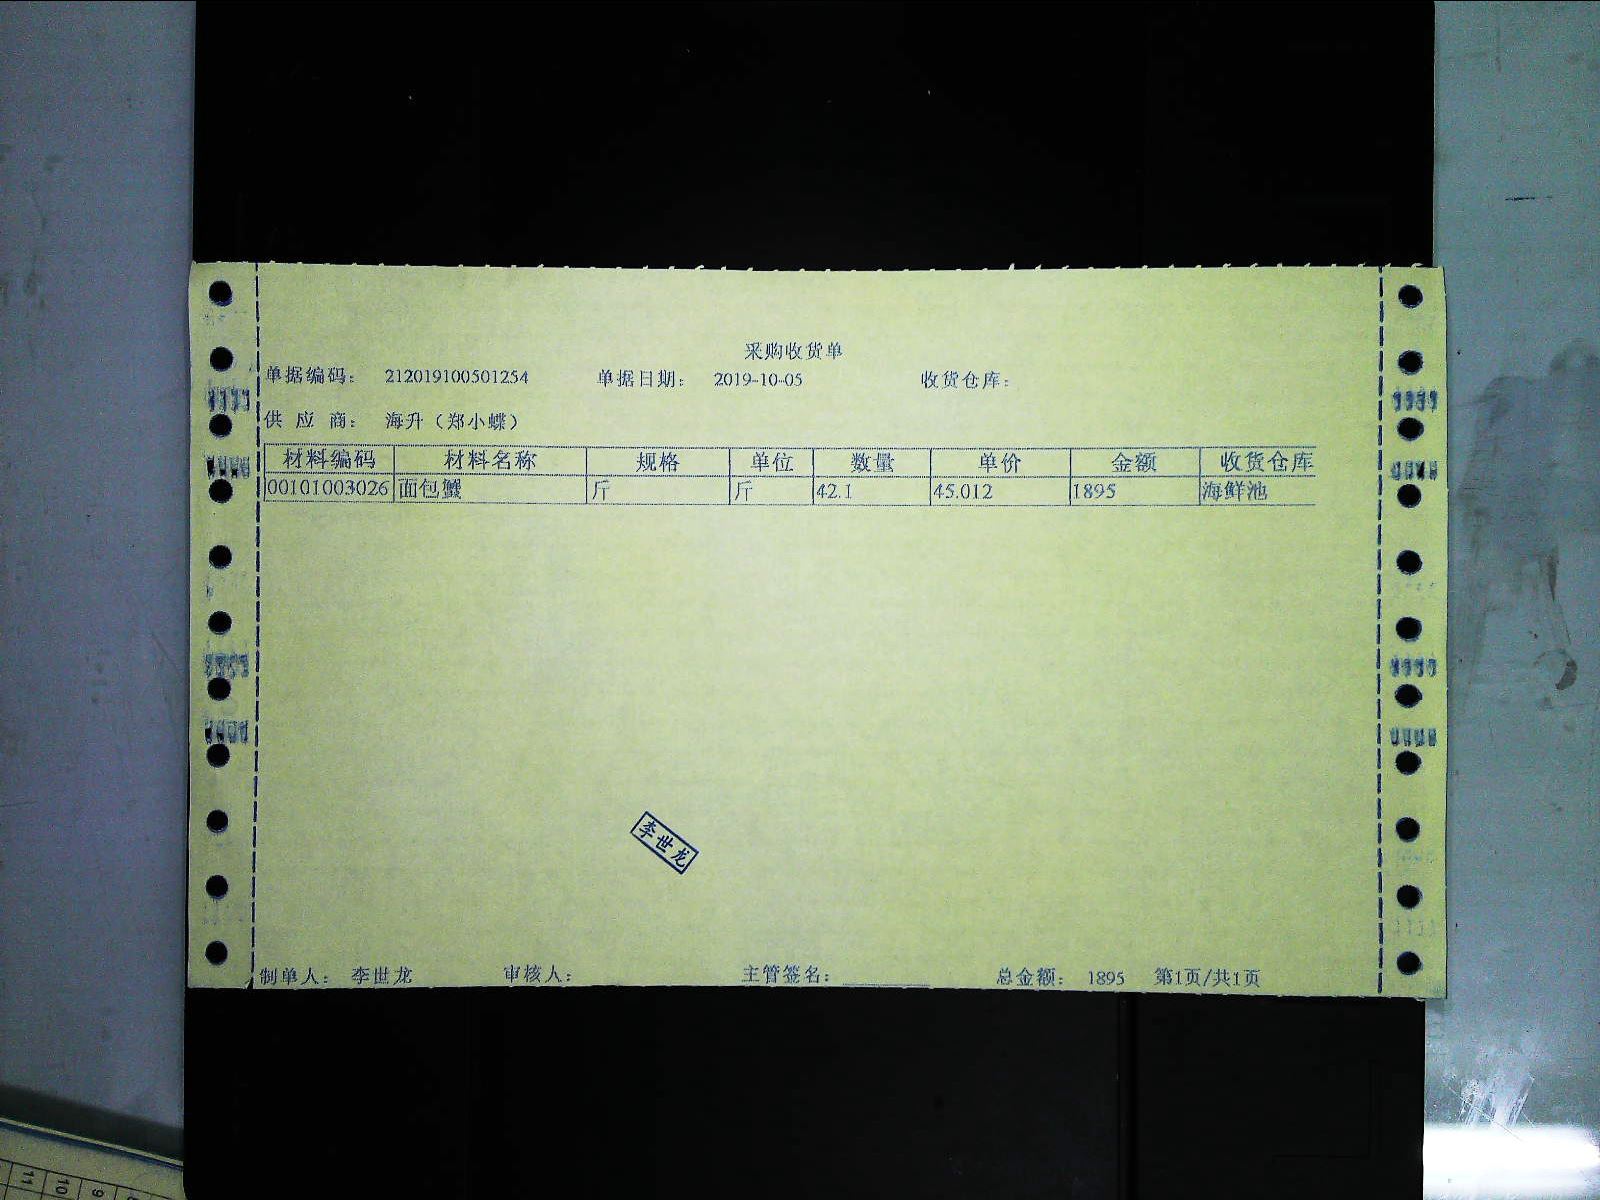 采购收货单
单据编码： 212019100501254 单据日期： 2019-10-05 收货仓库：
供 应 商： 海升（郑小蝶）
材料编码 材料名称 规格 单位 数量 单价 金额 收货仓库
00101003026 面包蟹 斤 斤 42.1 45.012 1895 海鲜池
李世龙
制单人： 李世龙 审核人： 主管签名： 总金额： 1895 第1页/共1页
11 10 9